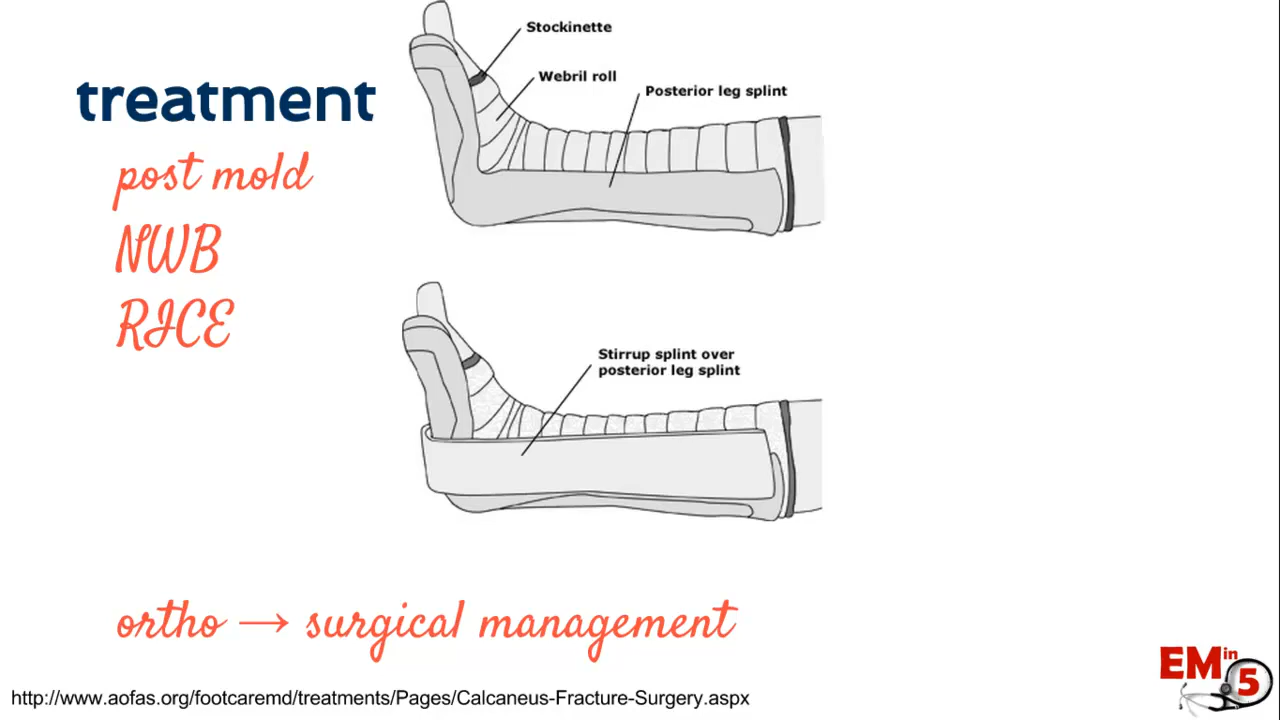 treatment
post mold
NWB
RICE
Stockinette
Webril roll
Posterior leg splint
Stirrup splint over
posterior leg splint
ortho → surgical management
http://www.aofas.org/footcaremd/treatments/Pages/Calcaneus-Fracture-Surgery.aspx
EM in 5